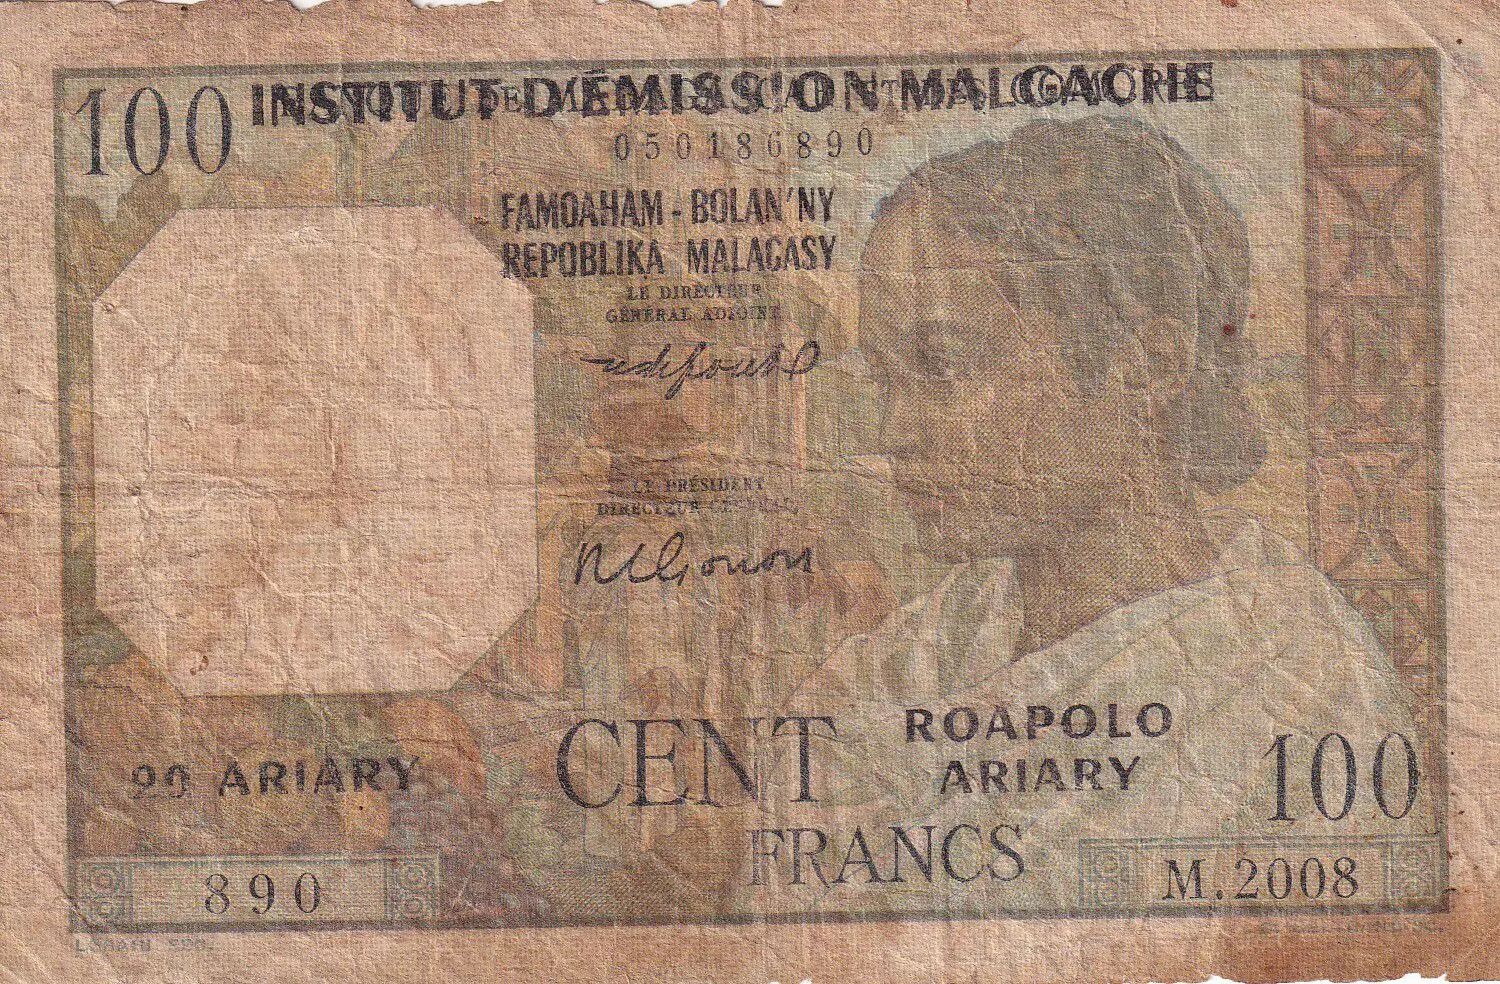 100
INSTITUT D'ÉMISSION MALGACHE
050186890
FAMOAHAM - BOLAN'NY
REPOBLIKA MALAGASY
LE DIRECTEUR
GÉNÉRAL ADJOINT
LE PRÉSIDENT
DIRECTEUR GÉNÉRAL
CENT
FRANCS
ROAPOLO
ARIARY
100
20 ARIARY
890
M.2008